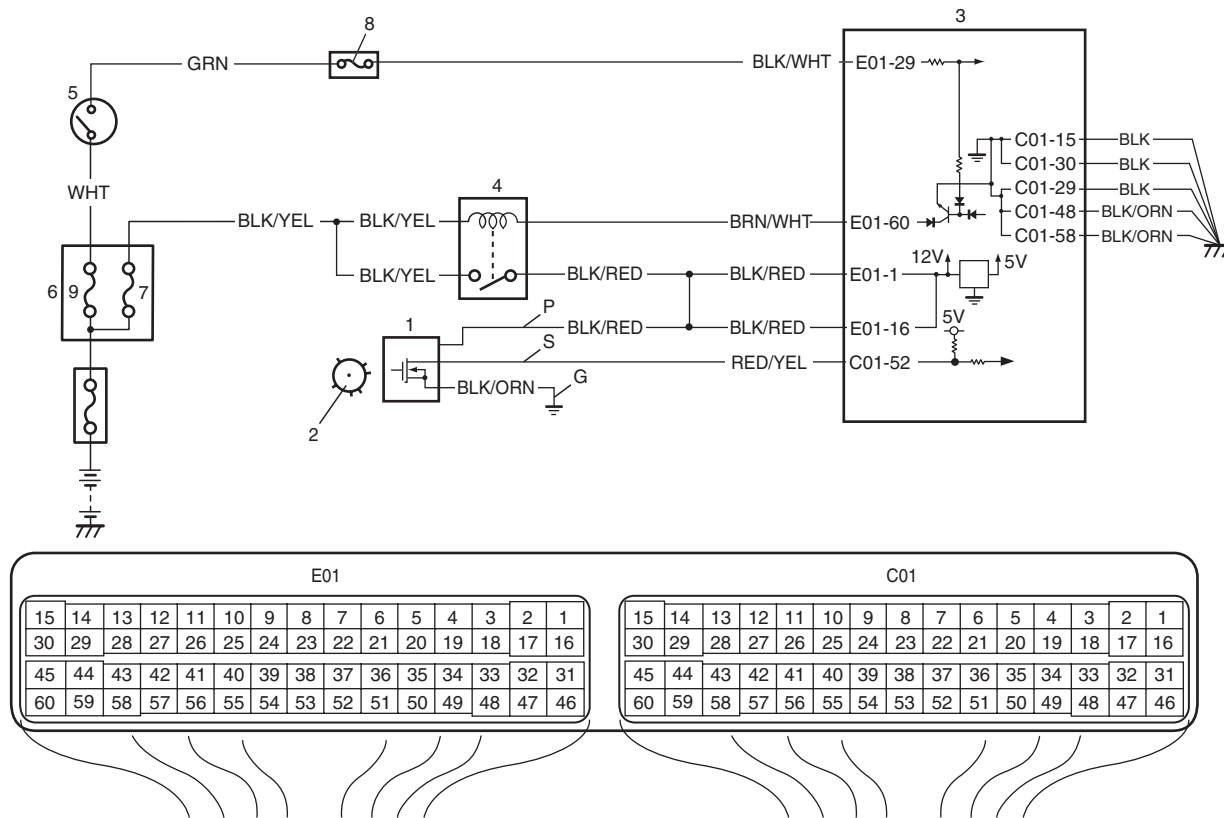 8
3
GRN
BLK/WHT
E01-29
5
C01-15
BLK
C01-30
BLK
WHT
4
C01-29
BLK
BLK/YEL
BLK/YEL
BRN/WHT
E01-60
C01-48
BLK/ORN
C01-58
BLK/ORN
12V
5V
BLK/YEL
BLK/RED
BLK/RED
E01-1
6
9
7
P
1
BLK/RED
BLK/RED
E01-16
5V
S
RED/YEL
C01-52
BLK/ORN
G
2
E01
C01
15 14 13 12 11 10 9 8 7 6 5 4 3 2 1
15 14 13 12 11 10 9 8 7 6 5 4 3 2 1
30 29 28 27 26 25 24 23 22 21 20 19 18 17 16
30 29 28 27 26 25 24 23 22 21 20 19 18 17 16
45 44 43 42 41 40 39 38 37 36 35 34 33 32 31
45 44 43 42 41 40 39 38 37 36 35 34 33 32 31
60 59 58 57 56 55 54 53 52 51 50 49 48 47 46
60 59 58 57 56 55 54 53 52 51 50 49 48 47 46